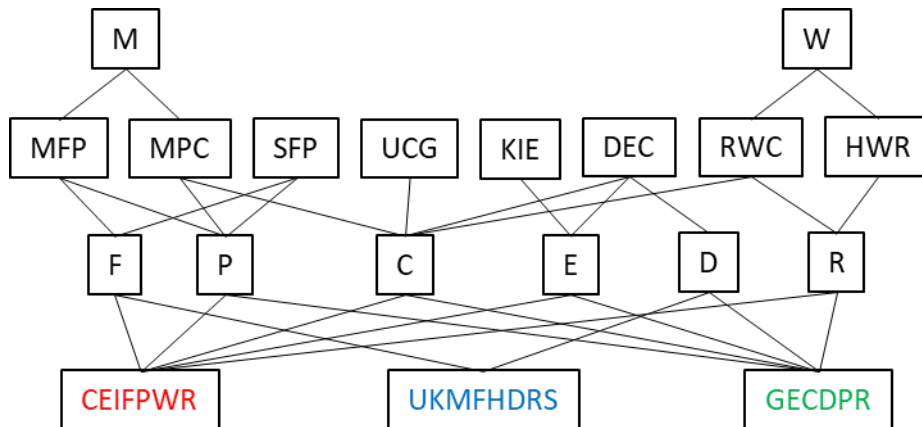 M W
MFP MPC SFP UCG KIE DEC RWC HWR
F P C E D R
CEIFPWR UKMFHDRS GECDPR